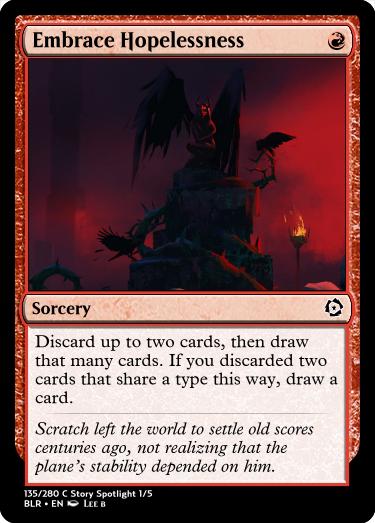 Embrace Hopelessness
Sorcery
Discard up to two cards, then draw
that many cards. If you discarded two
cards that share a type this way, draw a
card.
Scratch left the world to settle old scores
centuries ago, not realizing that the
plane's stability depended on him.
135/280 C Story Spotlight 1/5
BLR • EN LEE B